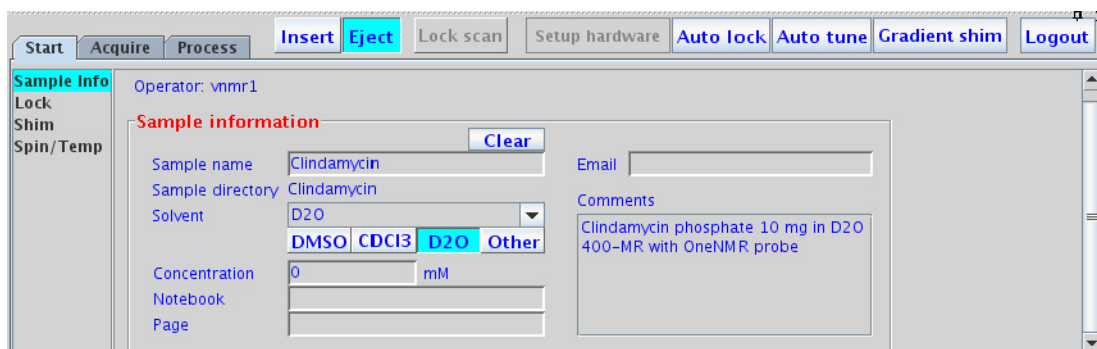 Start Acquire Process Insert Eject Lock scan Setup hardware Auto lock Auto tune Gradient shim Logout
Sample Info
Lock
Shim
Spin/Temp
Operator: vnmr1
Sample information
Clear
Sample name Clindamycin
Email
Sample directory Clindamycin
Comments
Solvent D2O
DMSO CDCl3 D2O Other
Clindamycin phosphate 10 mg in D2O
400-MR with OneNMR probe
Concentration 0 mM
Notebook
Page